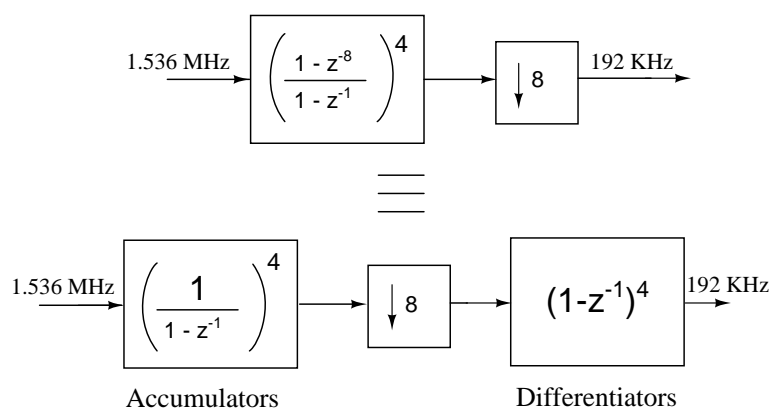 1.536 MHz
( (1 - z⁻⁸) / (1 - z⁻¹) )⁴
↓ 8
192 KHz
1.536 MHz
( 1 / (1 - z⁻¹) )⁴
↓ 8
(1-z⁻¹)⁴
192 KHz
Accumulators
Differentiators